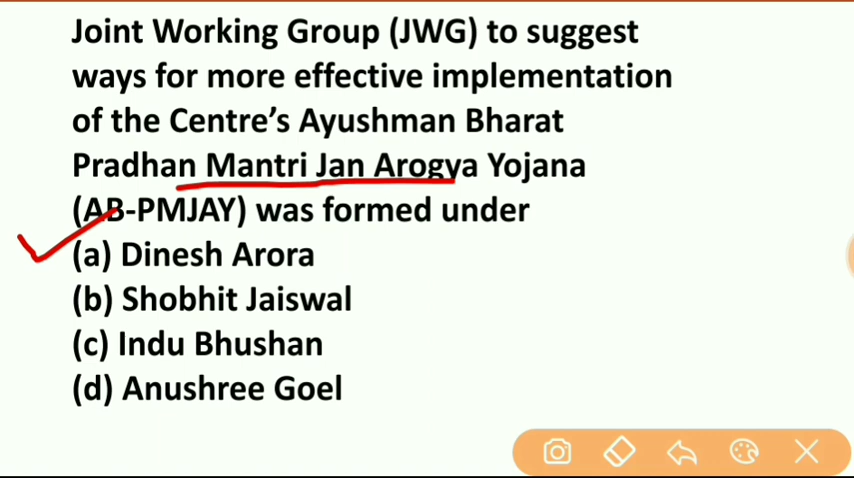 Joint Working Group (JWG) to suggest
ways for more effective implementation
of the Centre’s Ayushman Bharat
Pradhan Mantri Jan Arogya Yojana
(AB-PMJAY) was formed under
(a) Dinesh Arora
(b) Shobhit Jaiswal
(c) Indu Bhushan
(d) Anushree Goel